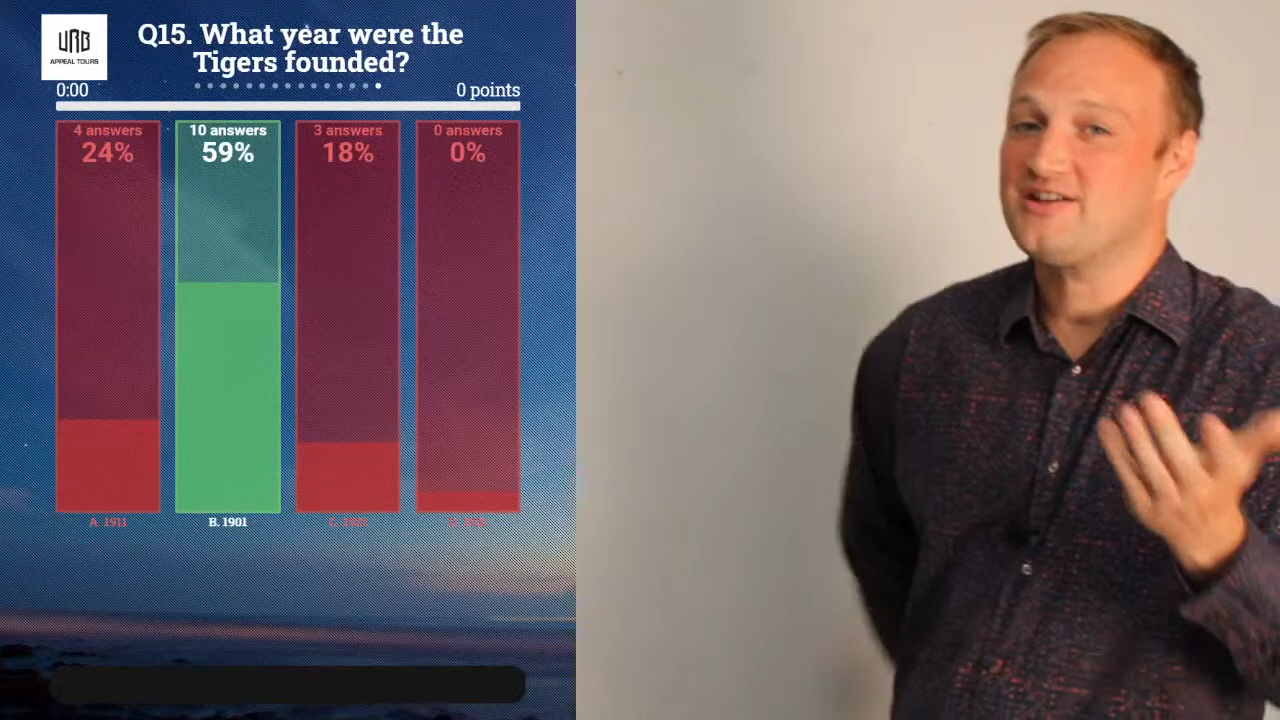 URB
APPEAL TOURS
Q15. What year were the
Tigers founded?
0:00
0 points
4 answers
24%
10 answers
59%
3 answers
18%
0 answers
0%
A. 1911
B. 1901